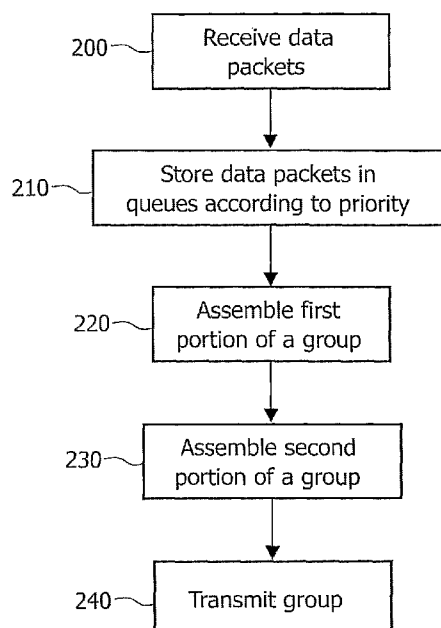 200
Receive data
packets
210
Store data packets in
queues according to priority
220
Assemble first
portion of a group
230
Assemble second
portion of a group
240
Transmit group